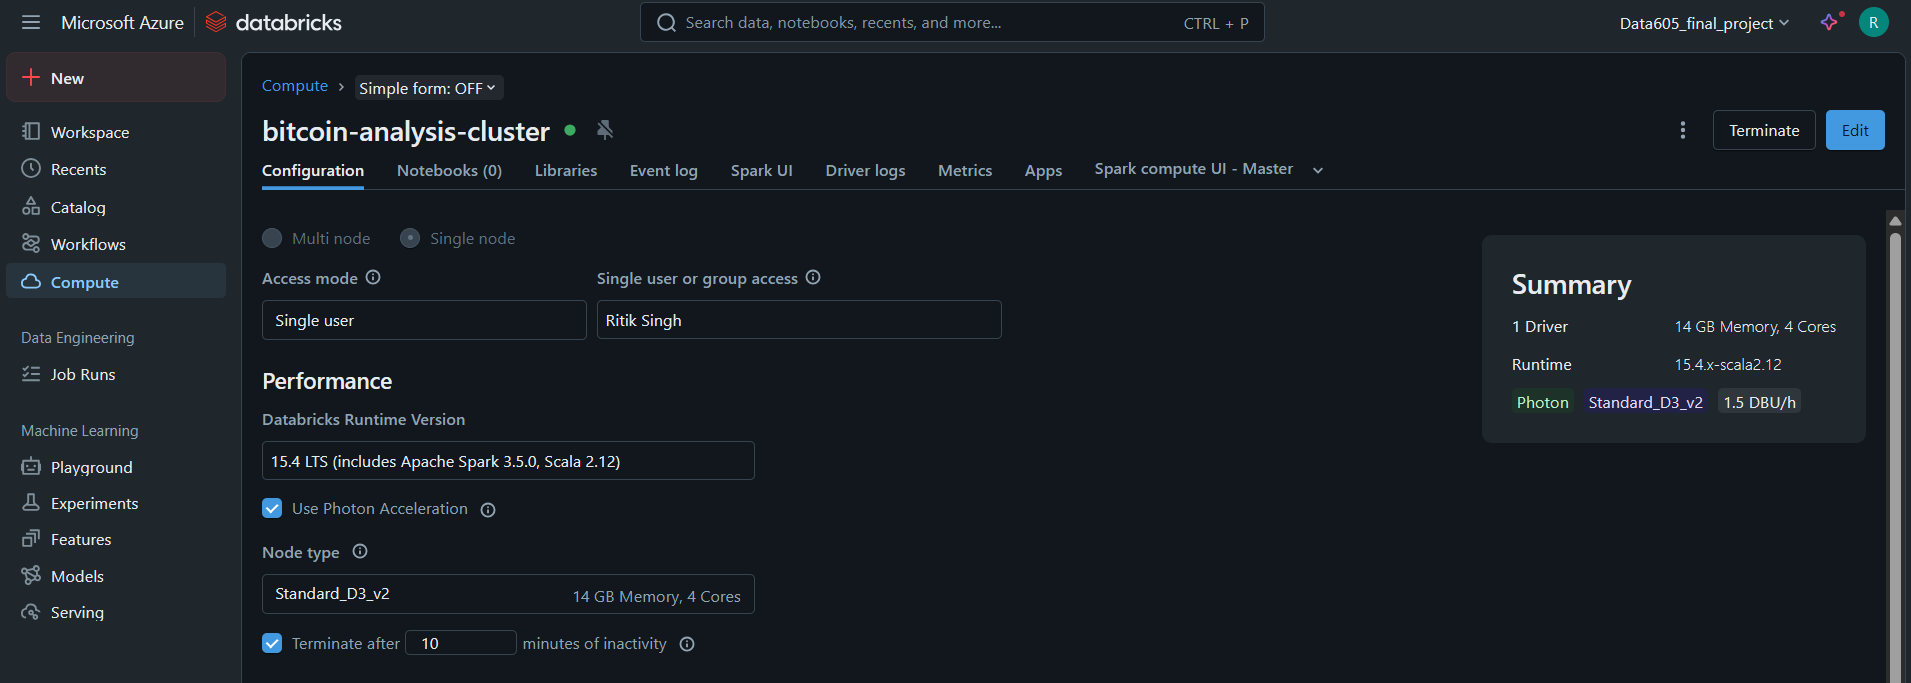 Microsoft Azure databricks Search data, notebooks, recents, and more... CTRL + P Data605_final_project R
New
Workspace
Recents
Catalog
Workflows
Compute
Data Engineering
Job Runs
Machine Learning
Playground
Experiments
Features
Models
Serving
Compute › Simple form: OFF
bitcoin-analysis-cluster Terminate Edit
Configuration Notebooks (0) Libraries Event log Spark UI Driver logs Metrics Apps Spark compute UI - Master
Multi node Single node
Access mode Single user or group access
Single user Ritik Singh
Performance
Databricks Runtime Version
15.4 LTS (includes Apache Spark 3.5.0, Scala 2.12)
Use Photon Acceleration
Node type
Standard_D3_v2 14 GB Memory, 4 Cores
Terminate after 10 minutes of inactivity
Summary
1 Driver 14 GB Memory, 4 Cores
Runtime 15.4.x-scala2.12
Photon Standard_D3_v2 1.5 DBU/h